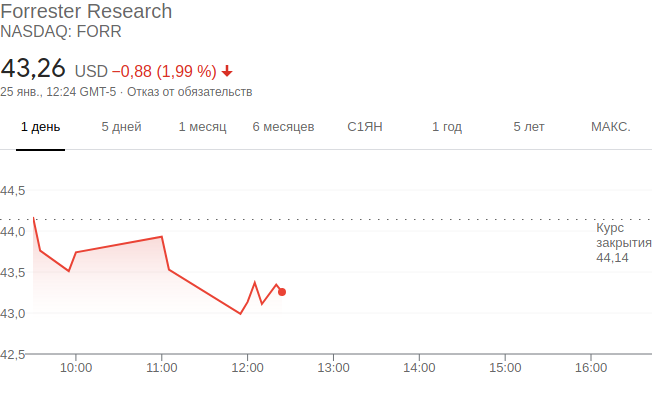 Forrester Research
NASDAQ: FORR
43,26 USD −0,88 (1,99 %)
25 янв., 12:24 GMT-5 · Отказ от обязательств
1 день 5 дней 1 месяц 6 месяцев С1ЯН 1 год 5 лет МАКС.
44,5
44,0
43,5
43,0
42,5
Курс
закрытия
44,14
10:00 11:00 12:00 13:00 14:00 15:00 16:00